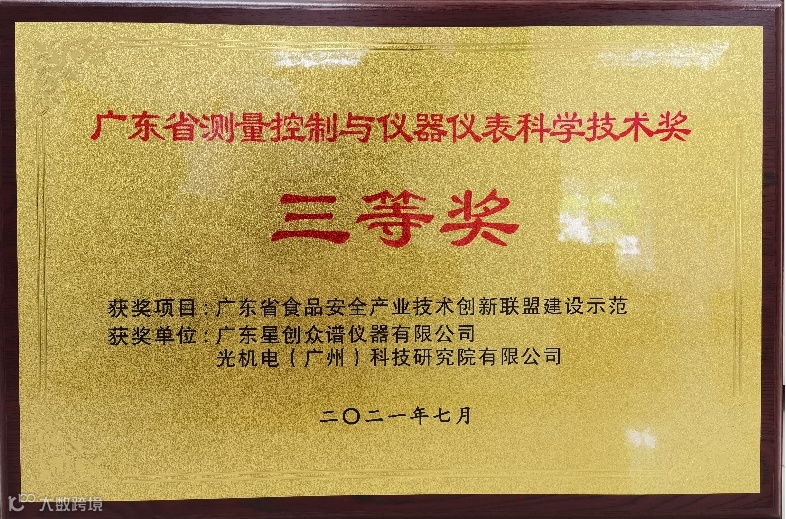 广东省测量控制与仪器仪表科学技术奖
三等奖
获奖项目：广东省食品安全产业技术创新联盟建设示范
获奖单位：广东星创众谱仪器有限公司
光机电（广州）科技研究院有限公司
二〇二一年七月
大数跨境